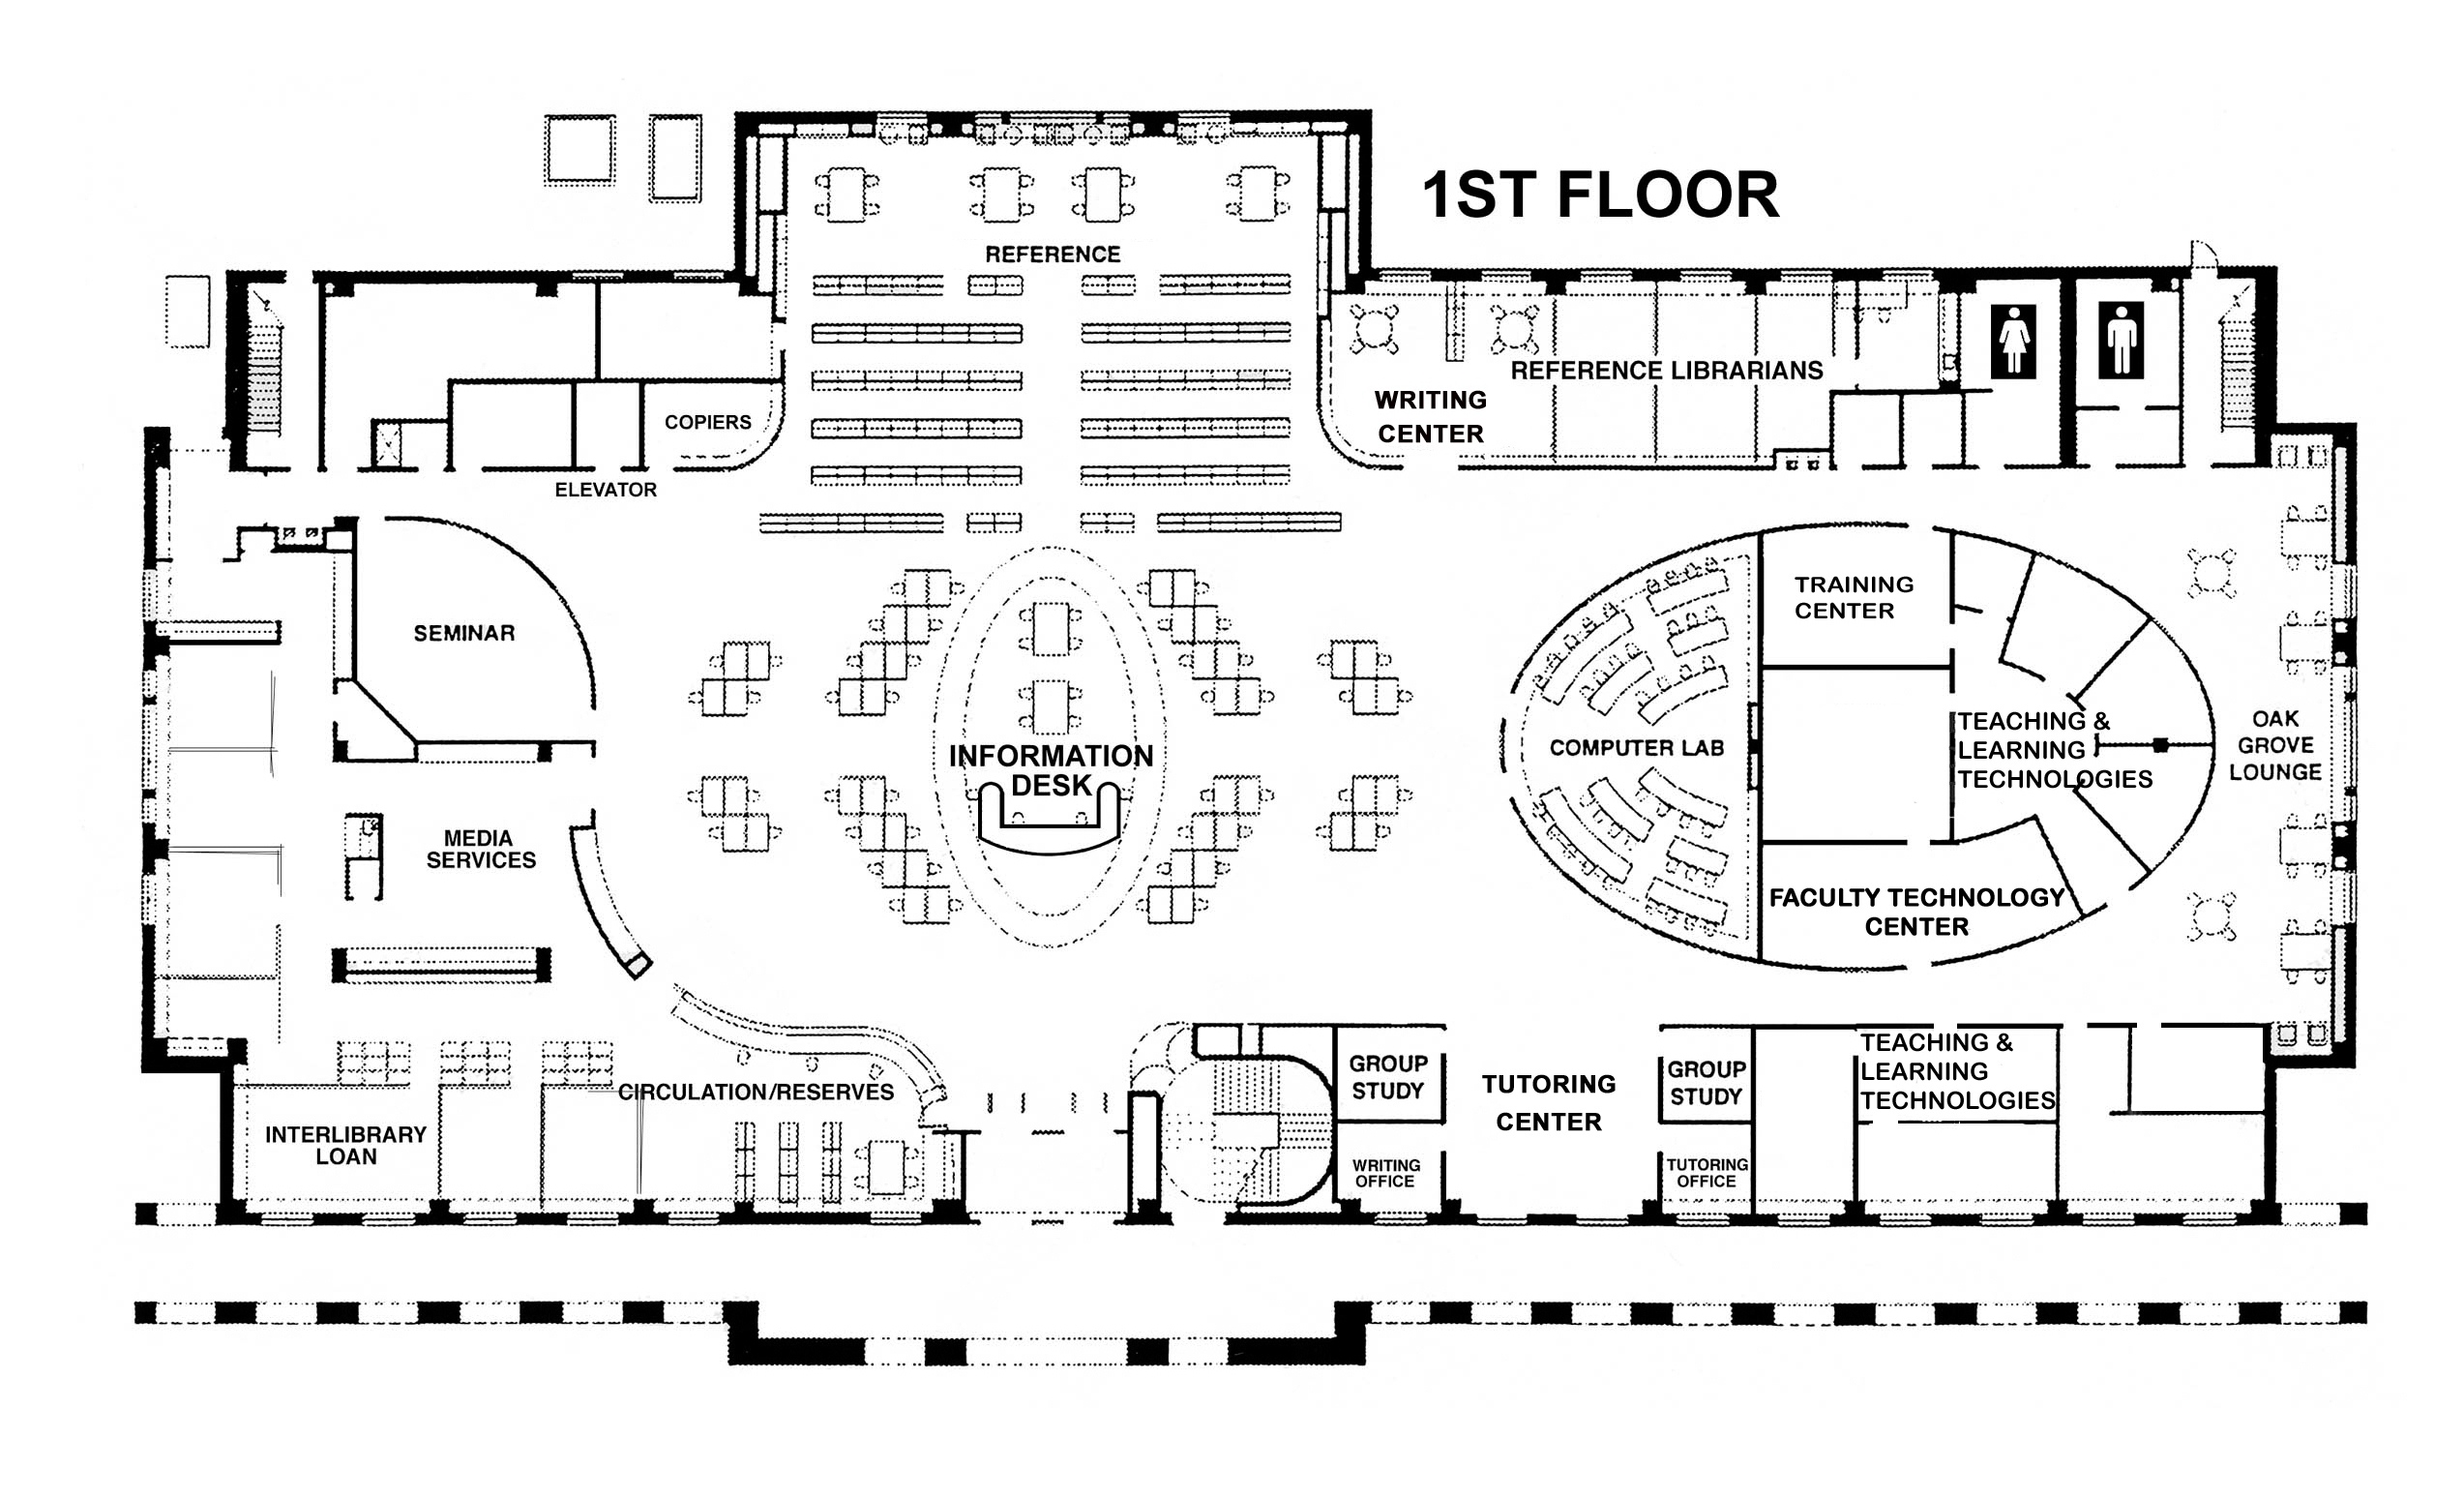 1ST FLOOR
REFERENCE
REFERENCE LIBRARIANS
WRITING
CENTER
COPIERS
ELEVATOR
SEMINAR
TRAINING
CENTER
INFORMATION
DESK
COMPUTER LAB
TEACHING &
LEARNING
TECHNOLOGIES
OAK
GROVE
LOUNGE
MEDIA
SERVICES
FACULTY TECHNOLOGY
CENTER
CIRCULATION/RESERVES
INTERLIBRARY
LOAN
GROUP
STUDY
WRITING
OFFICE
TUTORING
CENTER
GROUP
STUDY
TUTORING
OFFICE
TEACHING &
LEARNING
TECHNOLOGIES